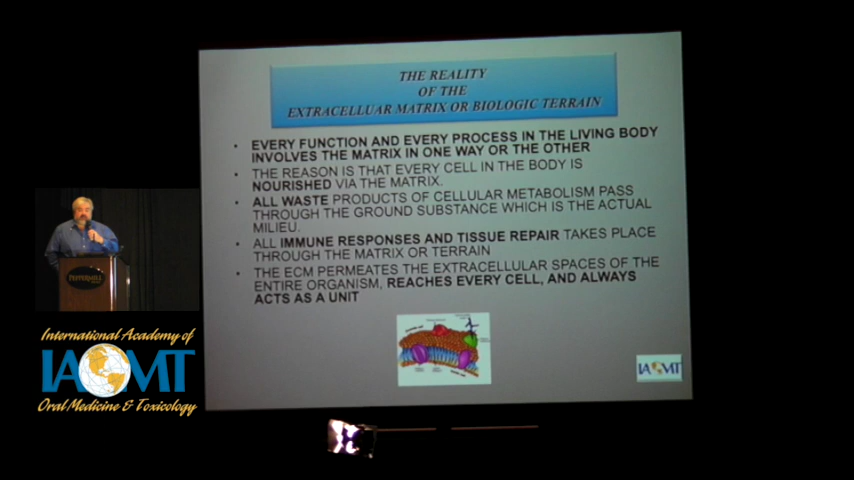 THE REALITY
OF THE
EXTRACELLUAR MATRIX OR BIOLOGIC TERRAIN
• EVERY FUNCTION AND EVERY PROCESS IN THE LIVING BODY
INVOLVES THE MATRIX IN ONE WAY OR THE OTHER
• THE REASON IS THAT EVERY CELL IN THE BODY IS
NOURISHED VIA THE MATRIX.
• ALL WASTE PRODUCTS OF CELLULAR METABOLISM PASS
THROUGH THE GROUND SUBSTANCE WHICH IS THE ACTUAL
MILIEU.
• ALL IMMUNE RESPONSES AND TISSUE REPAIR TAKES PLACE
THROUGH THE MATRIX OR TERRAIN
• THE ECM PERMEATES THE EXTRACELLULAR SPACES OF THE
ENTIRE ORGANISM, REACHES EVERY CELL, AND ALWAYS
ACTS AS A UNIT
IAOMT
PEPPERMILL
International Academy of
IAOMT
Oral Medicine & Toxicology